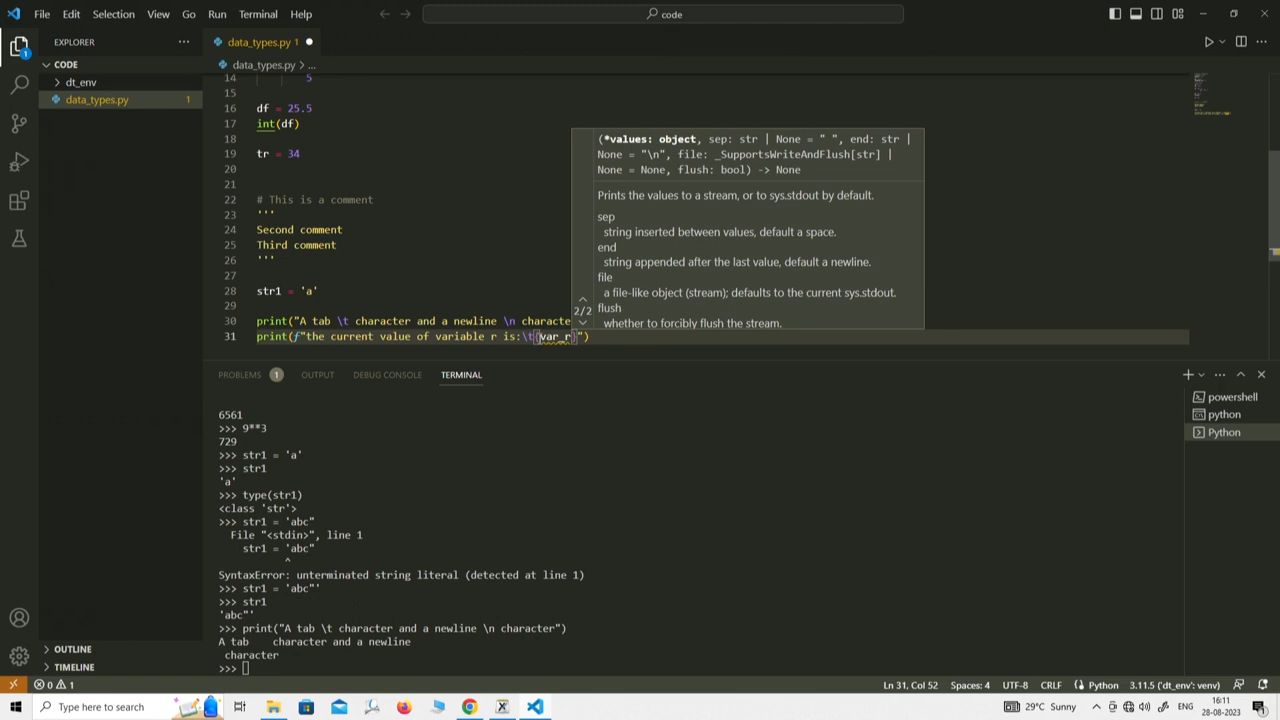 File Edit Selection View Go Run Terminal Help
code
EXPLORER
data_types.py 1
CODE
dt_env
data_types.py 1
data_types.py > ...
14 5
15
16 df = 25.5
17 int(df)
18
19 tr = 34
20
21
22 # This is a comment
23 '''
24 Second comment
25 Third comment
26 '''
27
28 str1 = 'a'
29
30 print("A tab \t character and a newline \n characte
31 print(f"the current value of variable r is:\t{var_r}")
(*values: object, sep: str | None = " ", end: str |
None = "\n", file: _SupportsWriteAndFlush[str] |
None = None, flush: bool) -> None
Prints the values to a stream, or to sys.stdout by default.
sep
string inserted between values, default a space.
end
string appended after the last value, default a newline.
file
a file-like object (stream); defaults to the current sys.stdout.
2/2
flush
whether to forcibly flush the stream.
PROBLEMS 1 OUTPUT DEBUG CONSOLE TERMINAL
powershell
python
Python
6561
>>> 9**3
729
>>> str1 = 'a'
>>> str1
'a'
>>> type(str1)
<class 'str'>
>>> str1 = 'abc"
File "<stdin>", line 1
str1 = 'abc"
^
SyntaxError: unterminated string literal (detected at line 1)
>>> str1 = 'abc"'
>>> str1
'abc"'
>>> print("A tab \t character and a newline \n character")
A tab character and a newline
character
>>>
OUTLINE
TIMELINE
0 1
Ln 31, Col 52 Spaces: 4 UTF-8 CRLF Python 3.11.5 ('dt_env': venv)
Type here to search
29°C Sunny
ENG
16:11
28-08-2023
1